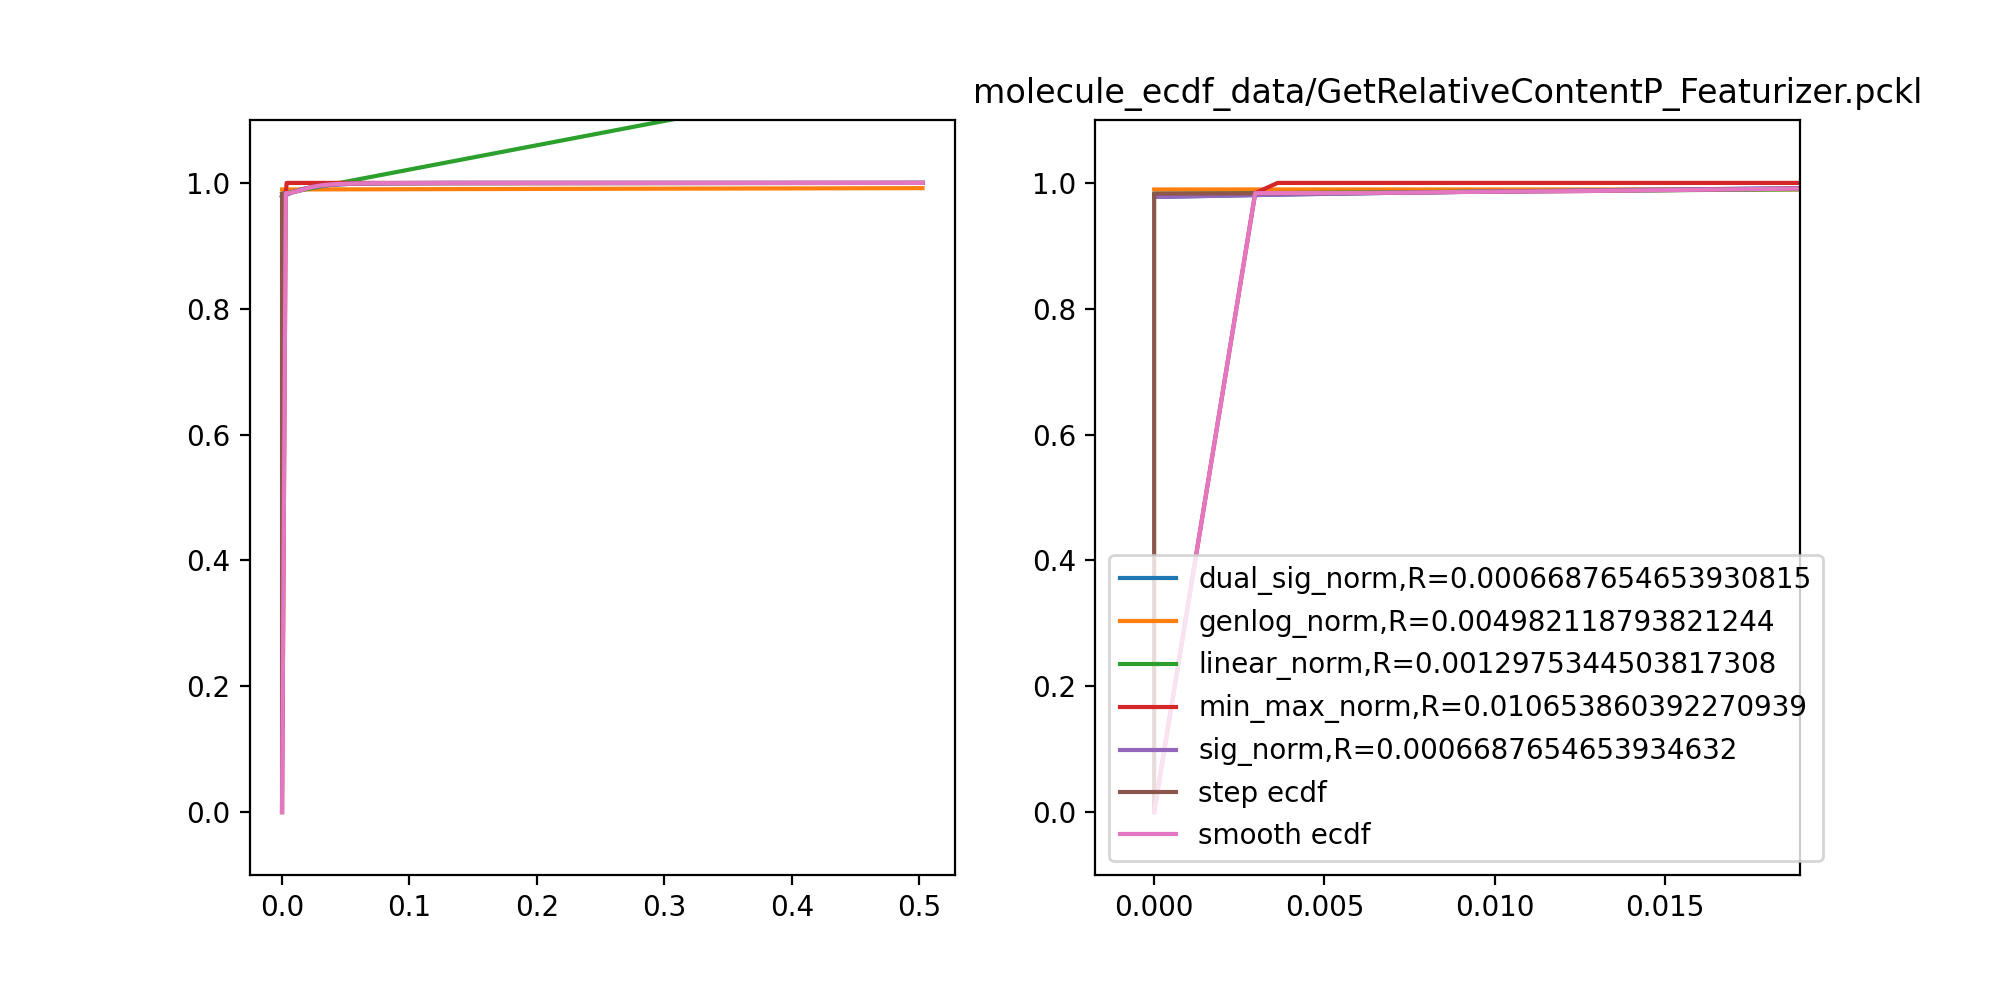 molecule_ecdf_data/GetRelativeContentP_Featurizer.pckl
1.0
0.8
0.6
0.4
0.2
0.0
0.0 0.1 0.2 0.3 0.4 0.5
1.0
0.8
0.6
0.4
0.2
0.0
dual_sig_norm,R=0.0006687654653930815
genlog_norm,R=0.004982118793821244
linear_norm,R=0.0012975344503817308
min_max_norm,R=0.010653860392270939
sig_norm,R=0.0006687654653934632
step ecdf
smooth ecdf
0.000 0.005 0.010 0.015